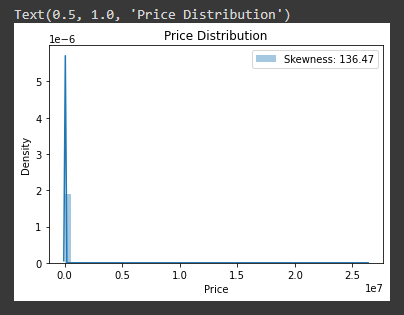 Text(0.5, 1.0, 'Price Distribution')
Price Distribution
1e−6
Skewness: 136.47
5
4
3
2
1
0
Density
0.0 0.5 1.0 1.5 2.0 2.5
1e7
Price